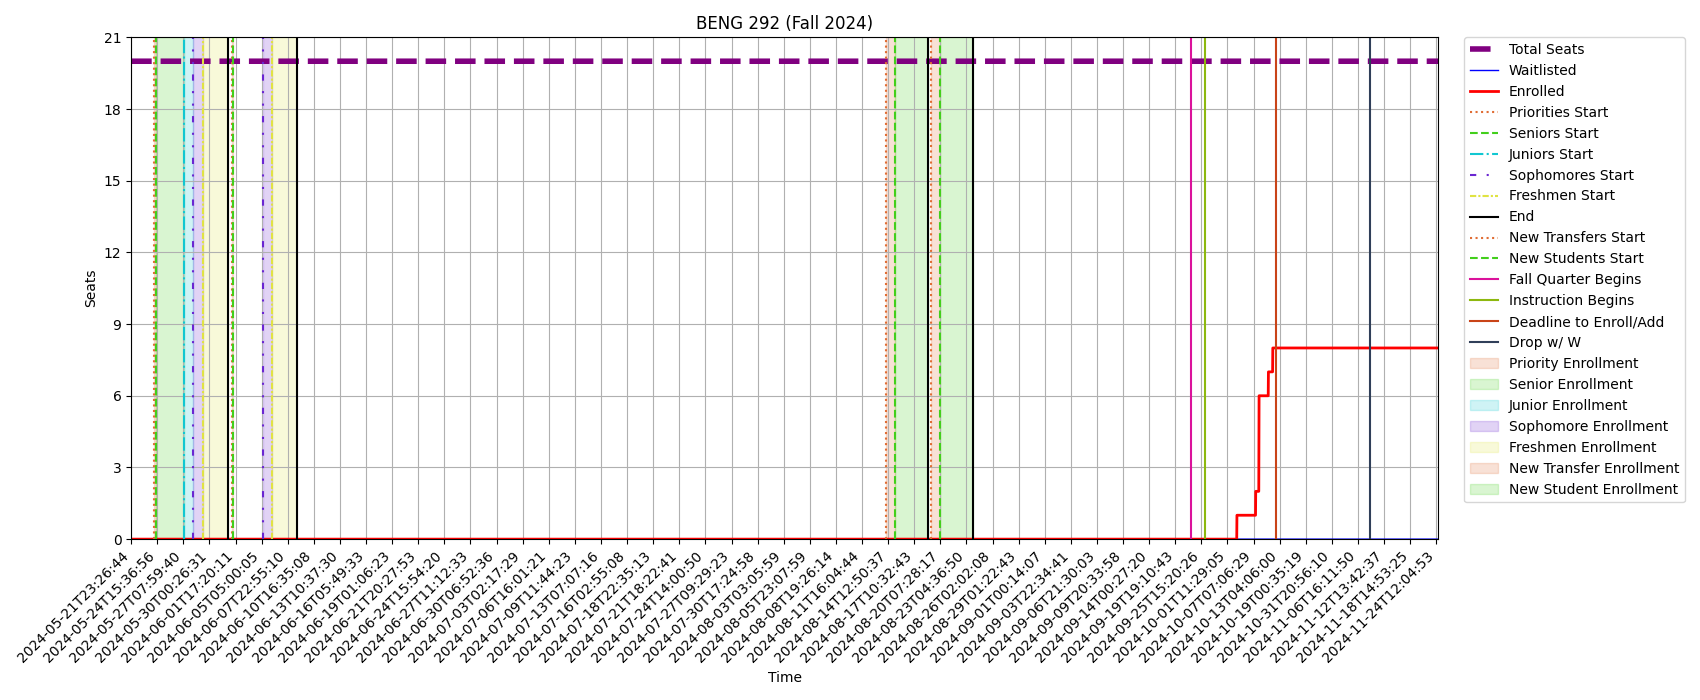 BENG 292 (Fall 2024)
21
18
15
12
9
6
3
0
Seats
2024-05-21T23:26:44
2024-05-24T15:36:56
2024-05-27T07:59:40
2024-05-30T00:26:31
2024-06-01T17:20:11
2024-06-05T05:00:05
2024-06-07T22:55:10
2024-06-10T16:35:08
2024-06-13T10:37:30
2024-06-16T05:49:33
2024-06-19T01:06:23
2024-06-21T20:27:53
2024-06-24T15:54:20
2024-06-27T11:12:33
2024-06-30T06:52:36
2024-07-03T02:17:29
2024-07-06T16:01:21
2024-07-09T11:44:23
2024-07-13T07:07:16
2024-07-16T02:55:08
2024-07-18T22:35:13
2024-07-21T18:22:41
2024-07-24T14:00:50
2024-07-27T09:29:23
2024-07-30T17:24:58
2024-08-03T03:05:59
2024-08-05T23:07:59
2024-08-08T19:26:14
2024-08-11T16:04:44
2024-08-14T12:50:37
2024-08-17T10:32:43
2024-08-20T07:28:17
2024-08-23T04:36:50
2024-08-26T02:02:08
2024-08-29T01:22:43
2024-09-01T00:14:07
2024-09-03T22:34:41
2024-09-06T21:30:03
2024-09-09T20:33:58
2024-09-14T00:27:20
2024-09-19T19:10:43
2024-09-25T15:20:26
2024-10-01T11:29:05
2024-10-07T07:06:29
2024-10-13T04:06:00
2024-10-19T00:35:19
2024-10-31T20:56:10
2024-11-06T16:11:50
2024-11-12T13:42:37
2024-11-18T14:53:25
2024-11-24T12:04:53
Time
Total Seats
Waitlisted
Enrolled
Priorities Start
Seniors Start
Juniors Start
Sophomores Start
Freshmen Start
End
New Transfers Start
New Students Start
Fall Quarter Begins
Instruction Begins
Deadline to Enroll/Add
Drop w/ W
Priority Enrollment
Senior Enrollment
Junior Enrollment
Sophomore Enrollment
Freshmen Enrollment
New Transfer Enrollment
New Student Enrollment